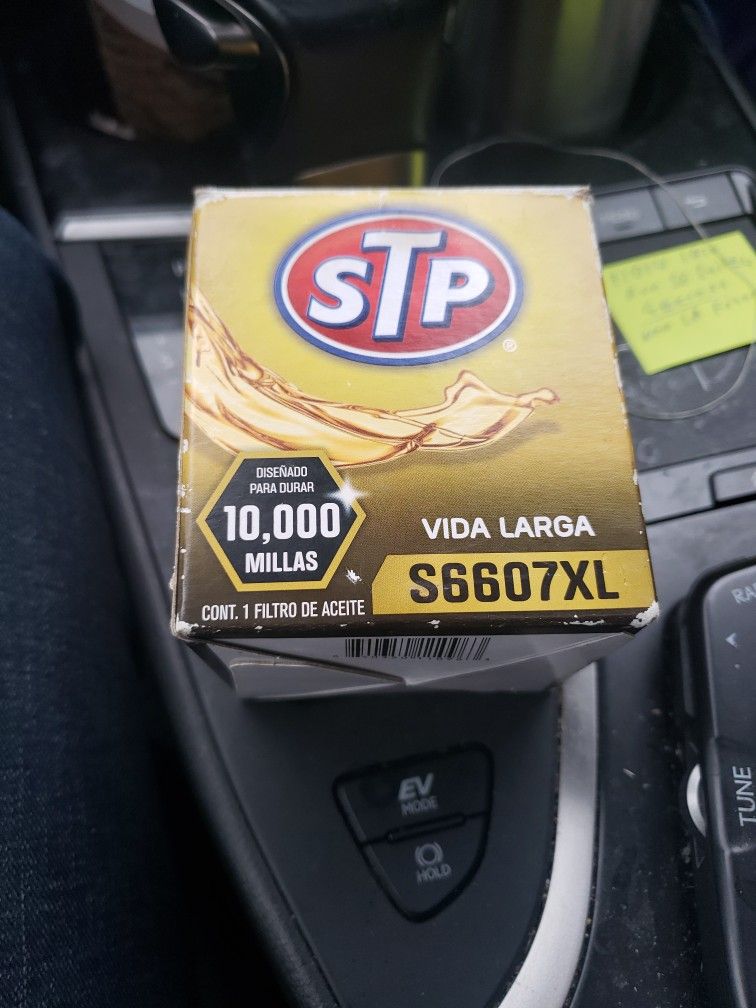 STP
®
DISEÑADO
PARA DURAR
10,000
MILLAS
VIDA LARGA
S6607XL
CONT. 1 FILTRO DE ACEITE
EV
MODE
HOLD
TUNE